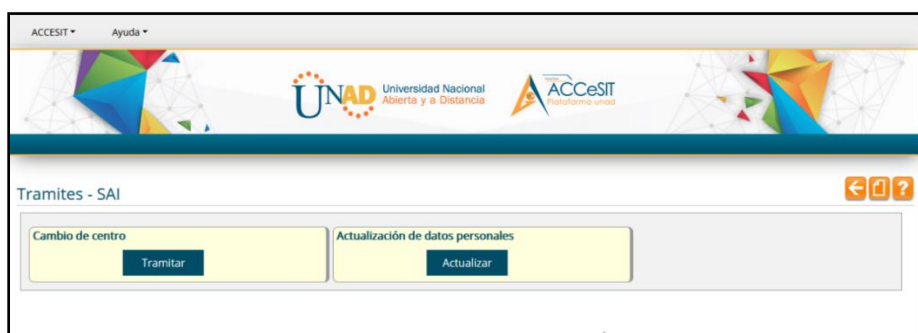 ACCESIT Ayuda
UNAD Universidad Nacional Abierta y a Distancia
ACCeSIT
Plataforma unad
Tramites - SAI
?
Cambio de centro
Tramitar
Actualización de datos personales
Actualizar